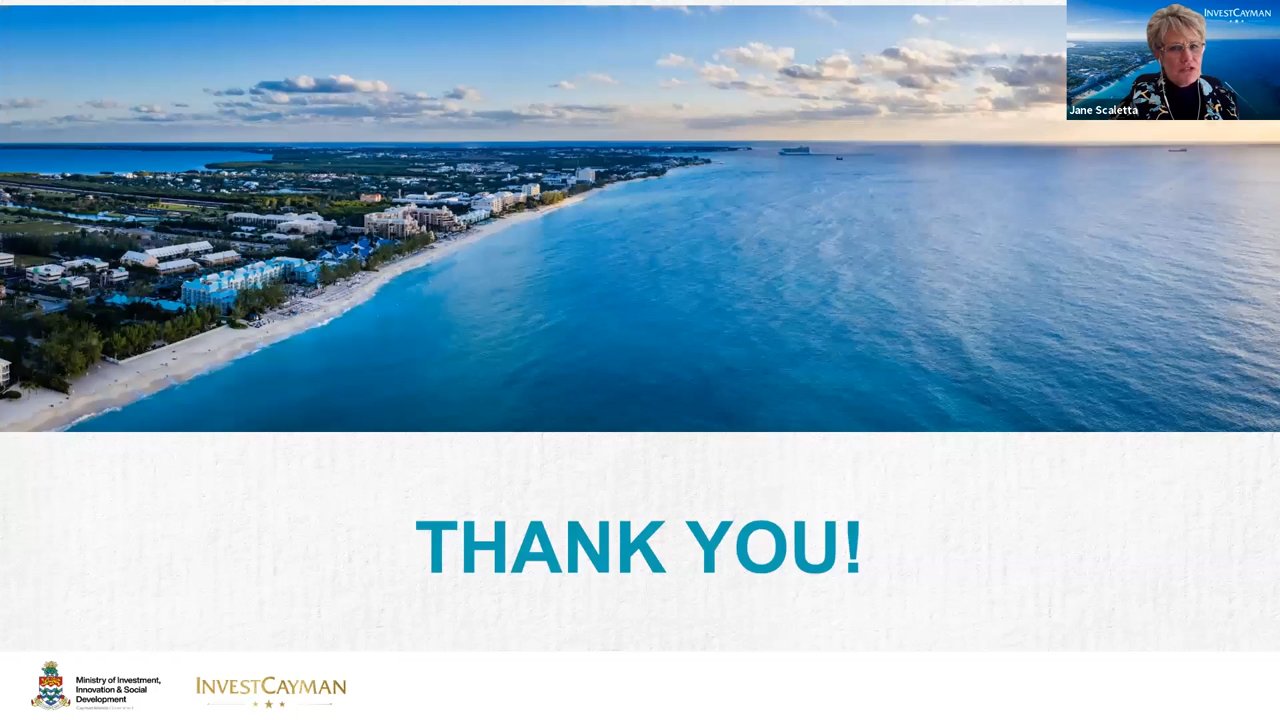 INVESTCAYMAN
Jane Scaletta
THANK YOU!
Ministry of Investment,
Innovation & Social
Development
INVESTCAYMAN